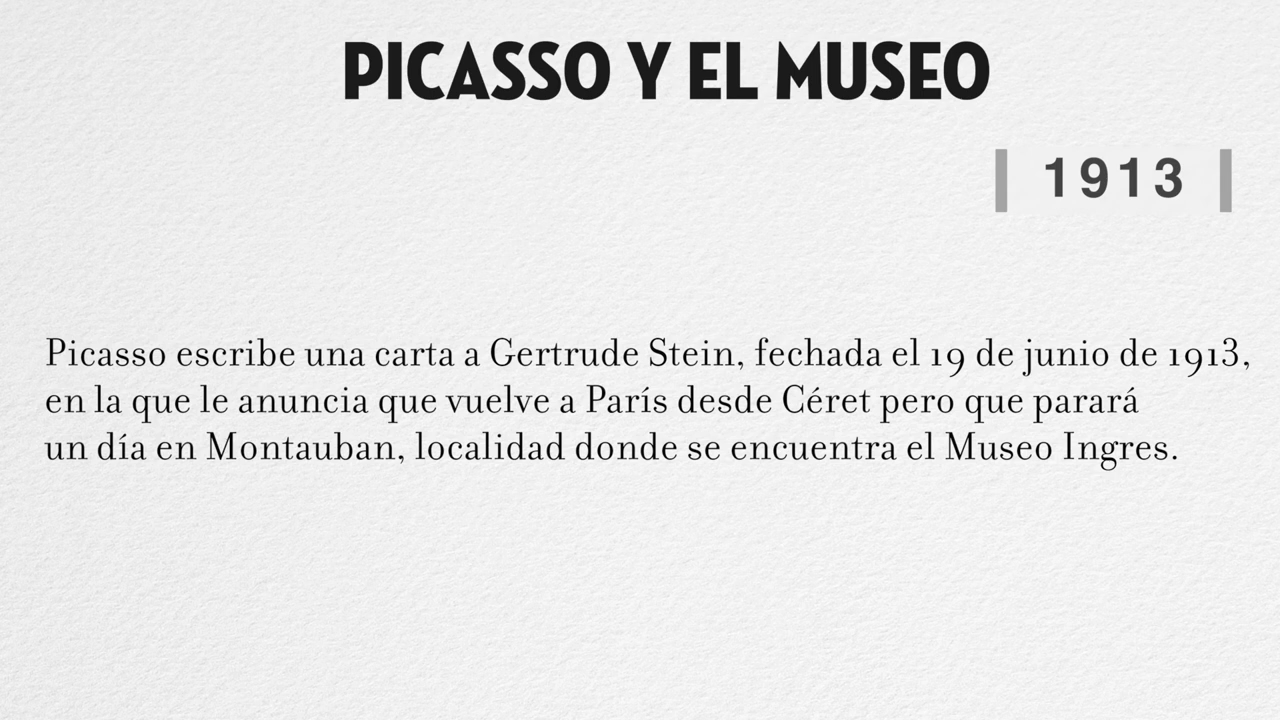 PICASSO Y EL MUSEO
1913
Picasso escribe una carta a Gertrude Stein, fechada el 19 de junio de 1913,
en la que le anuncia que vuelve a París desde Céret pero que parará
un día en Montauban, localidad donde se encuentra el Museo Ingres.